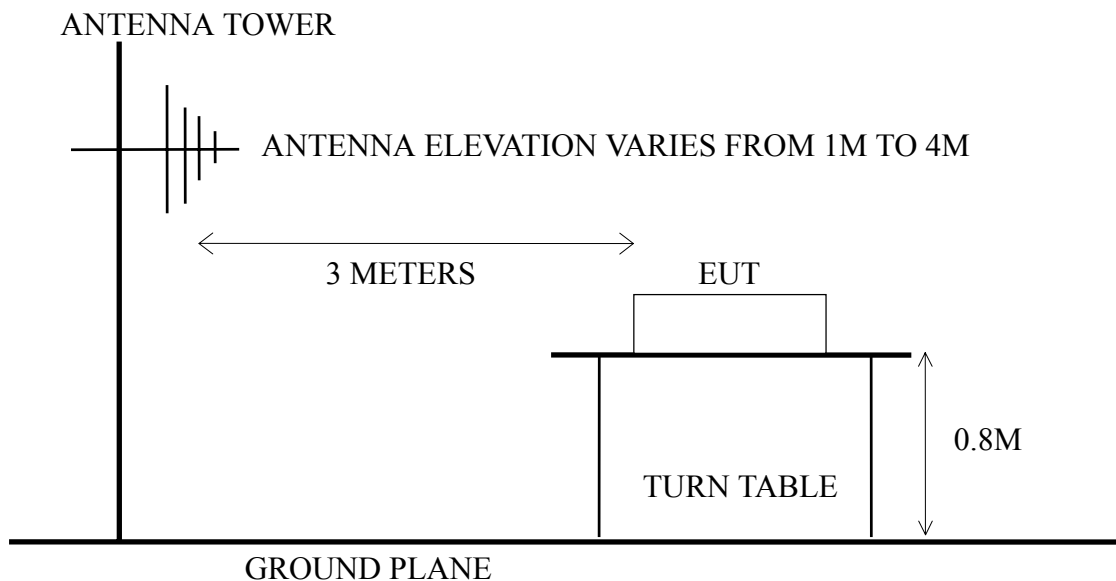 ANTENNA TOWER
ANTENNA ELEVATION VARIES FROM 1M TO 4M
3 METERS
EUT
0.8M
TURN TABLE
GROUND PLANE